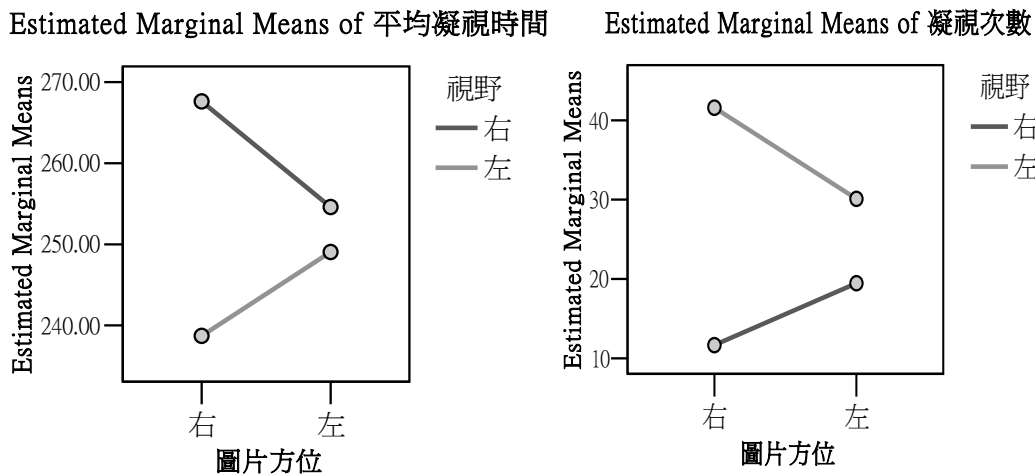 Estimated Marginal Means of 平均凝視時間
Estimated Marginal Means
270.00
260.00
250.00
240.00
右
左
圖片方位
視野
右
左
Estimated Marginal Means of 凝視次數
Estimated Marginal Means
40
30
20
10
右
左
圖片方位
視野
右
左